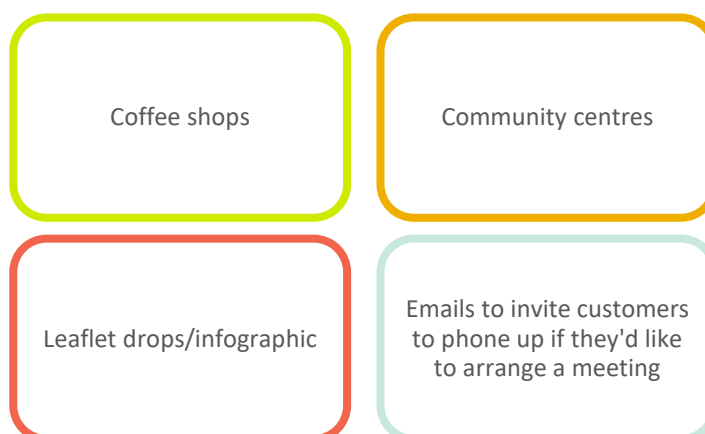 Coffee shops
Community centres
Leaflet drops/infographic
Emails to invite customers
to phone up if they'd like
to arrange a meeting